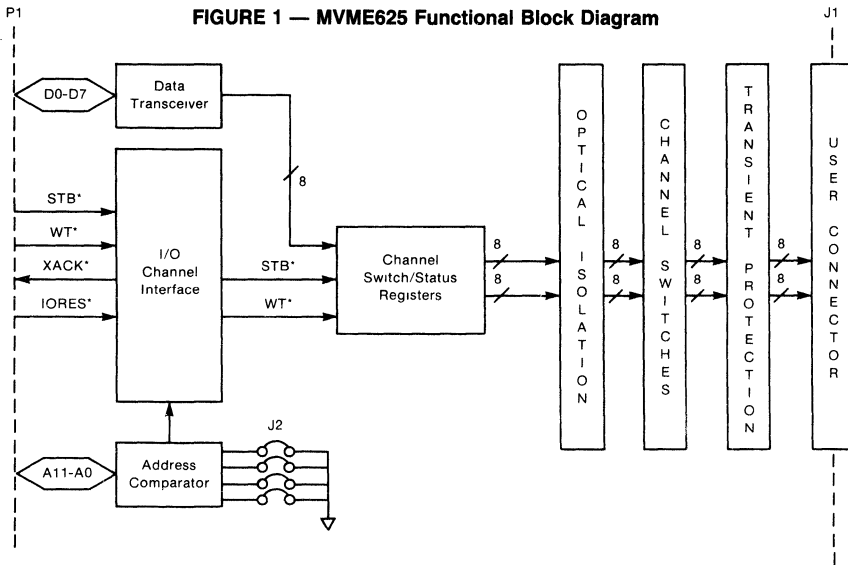 P1
FIGURE 1 — MVME625 Functional Block Diagram
J1
D0-D7
Data
Transceiver
8
STB*
WT*
XACK*
IORES*
I/O
Channel
Interface
STB*
WT*
Channel
Switch/Status
Registers
8
8
OPTICAL ISOLATION
8
8
CHANNEL SWITCHES
8
8
TRANSIENT PROTECTION
8
8
USER CONNECTOR
J2
A11-A0
Address
Comparator